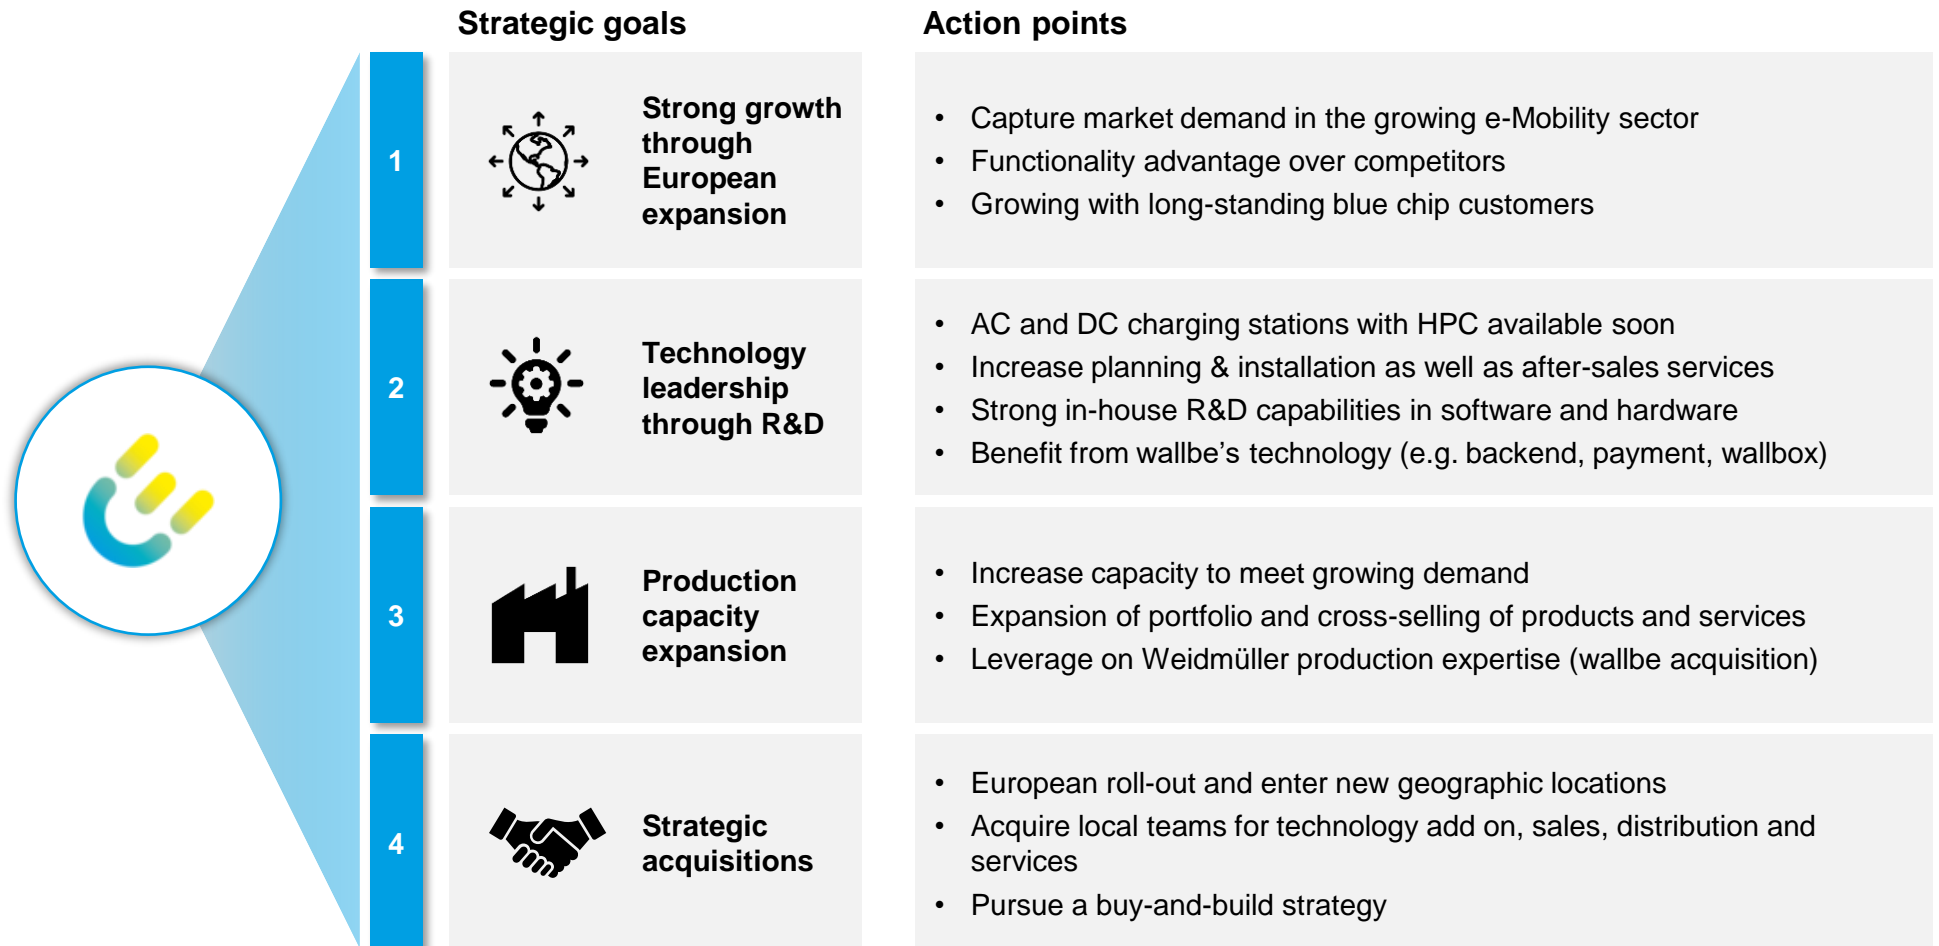 Strategic goals
Action points
1
Strong growth
through
European
expansion
• Capture market demand in the growing e-Mobility sector
• Functionality advantage over competitors
• Growing with long-standing blue chip customers
2
Technology
leadership
through R&D
• AC and DC charging stations with HPC available soon
• Increase planning & installation as well as after-sales services
• Strong in-house R&D capabilities in software and hardware
• Benefit from wallbe’s technology (e.g. backend, payment, wallbox)
3
Production
capacity
expansion
• Increase capacity to meet growing demand
• Expansion of portfolio and cross-selling of products and services
• Leverage on Weidmüller production expertise (wallbe acquisition)
4
Strategic
acquisitions
• European roll-out and enter new geographic locations
• Acquire local teams for technology add on, sales, distribution and
services
• Pursue a buy-and-build strategy